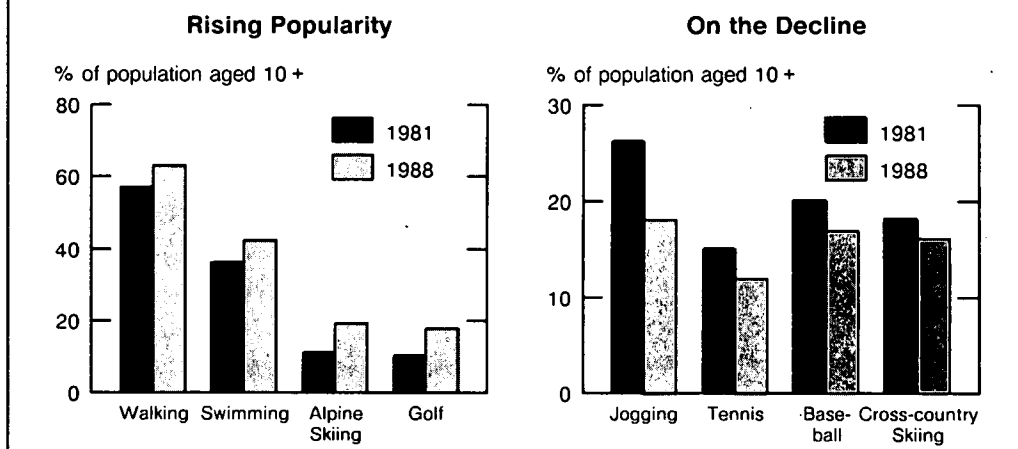 Rising Popularity
% of population aged 10 +
80
60
40
20
0
1981
1988
Walking
Swimming
Alpine
Skiing
Golf
On the Decline
% of population aged 10 +
30
20
10
0
1981
1988
Jogging
Tennis
Base-
ball
Cross-country
Skiing